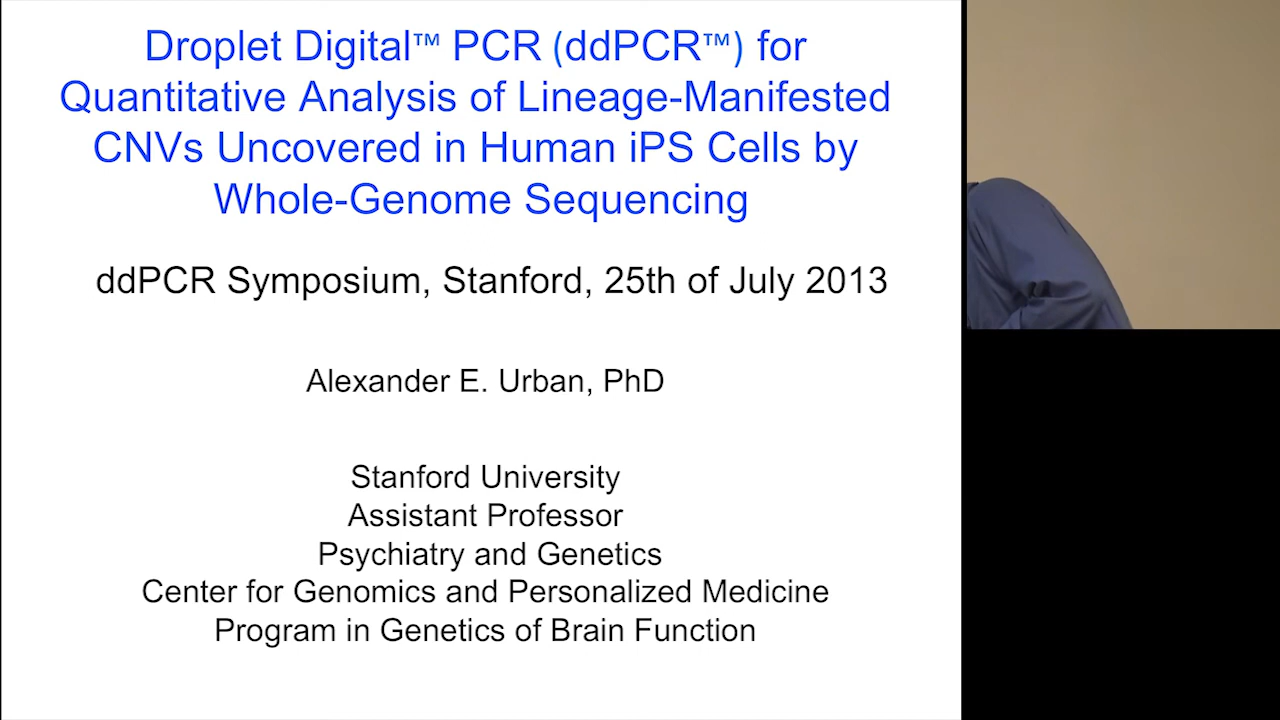 Droplet Digital™ PCR (ddPCR™) for
Quantitative Analysis of Lineage-Manifested
CNVs Uncovered in Human iPS Cells by
Whole-Genome Sequencing
ddPCR Symposium, Stanford, 25th of July 2013
Alexander E. Urban, PhD
Stanford University
Assistant Professor
Psychiatry and Genetics
Center for Genomics and Personalized Medicine
Program in Genetics of Brain Function